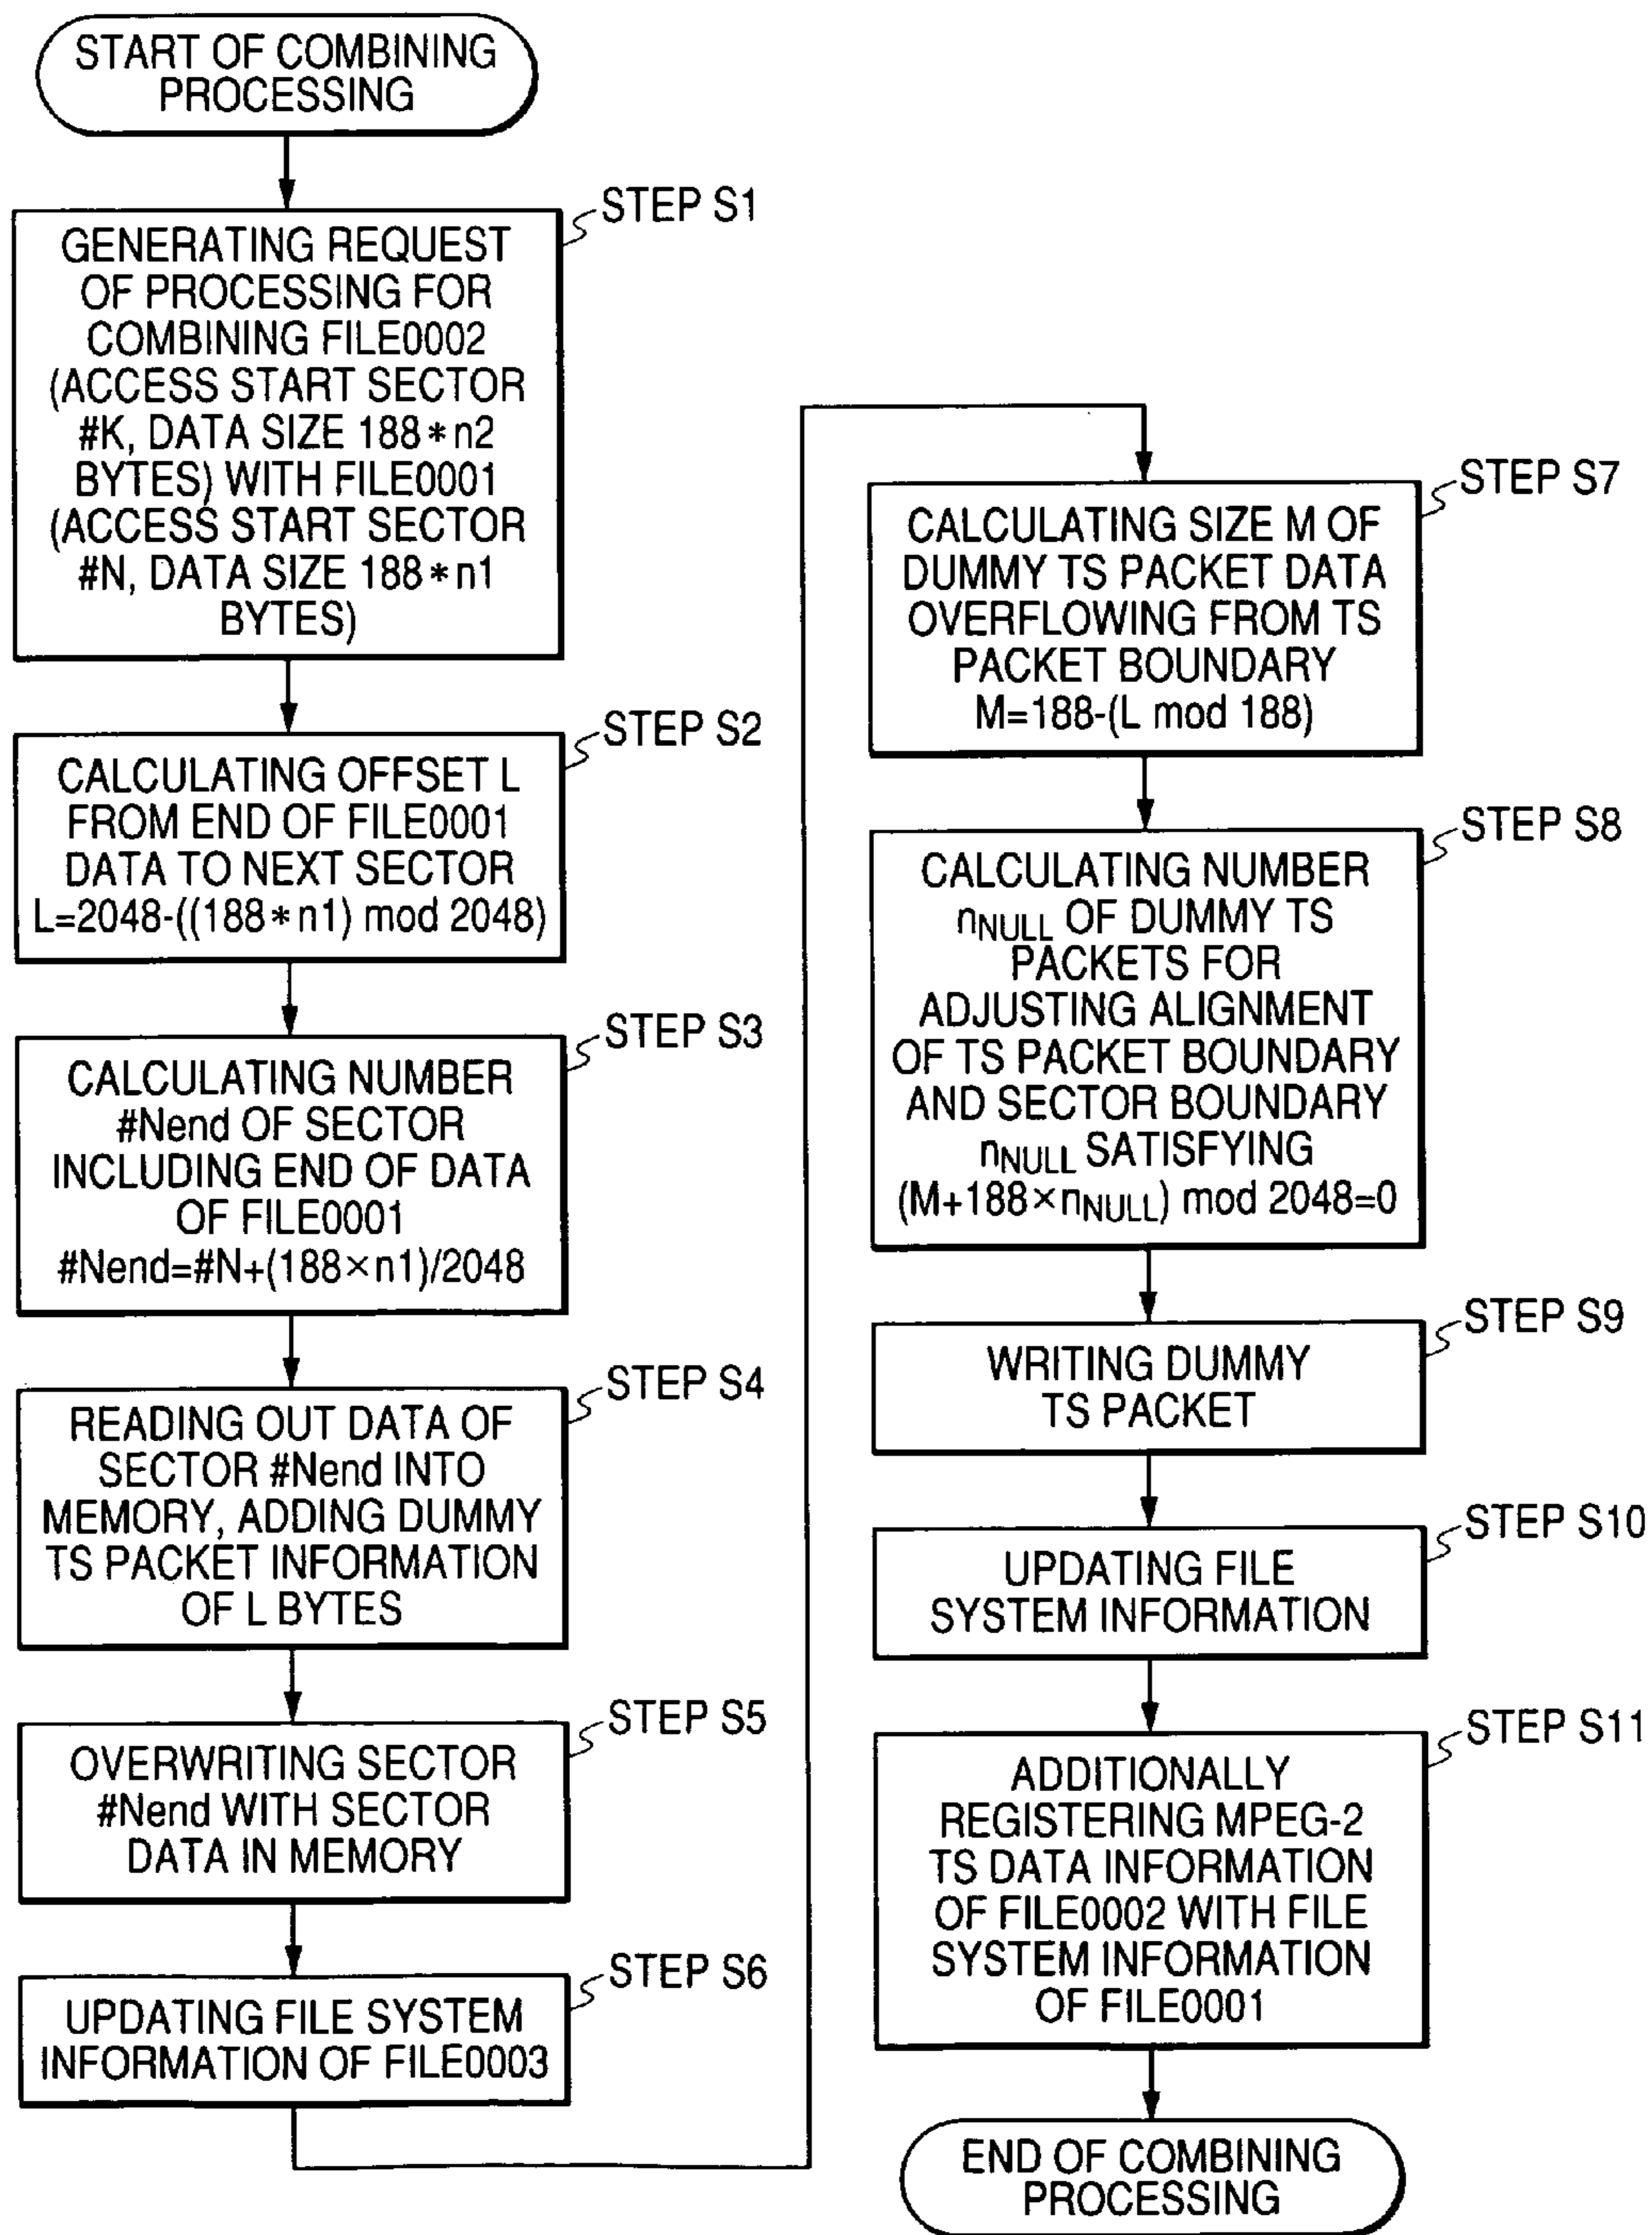 START OF COMBINING
PROCESSING
STEP S1
GENERATING REQUEST
OF PROCESSING FOR
COMBINING FILE0002
(ACCESS START SECTOR
#K, DATA SIZE 188*n2
BYTES) WITH FILE0001
(ACCESS START SECTOR
#N, DATA SIZE 188*n1
BYTES)
STEP S2
CALCULATING OFFSET L
FROM END OF FILE0001
DATA TO NEXT SECTOR
L=2048-((188*n1) mod 2048)
STEP S3
CALCULATING NUMBER
#Nend OF SECTOR
INCLUDING END OF DATA
OF FILE0001
#Nend=#N+(188×n1)/2048
STEP S4
READING OUT DATA OF
SECTOR #Nend INTO
MEMORY, ADDING DUMMY
TS PACKET INFORMATION
OF L BYTES
STEP S5
OVERWRITING SECTOR
#Nend WITH SECTOR
DATA IN MEMORY
STEP S6
UPDATING FILE SYSTEM
INFORMATION OF FILE0003
STEP S7
CALCULATING SIZE M OF
DUMMY TS PACKET DATA
OVERFLOWING FROM TS
PACKET BOUNDARY
M=188-(L mod 188)
STEP S8
CALCULATING NUMBER
nNULL OF DUMMY TS
PACKETS FOR
ADJUSTING ALIGNMENT
OF TS PACKET BOUNDARY
AND SECTOR BOUNDARY
nNULL SATISFYING
(M+188×nNULL) mod 2048=0
STEP S9
WRITING DUMMY
TS PACKET
STEP S10
UPDATING FILE
SYSTEM INFORMATION
STEP S11
ADDITIONALLY
REGISTERING MPEG-2
TS DATA INFORMATION
OF FILE0002 WITH FILE
SYSTEM INFORMATION
OF FILE0001
END OF COMBINING
PROCESSING